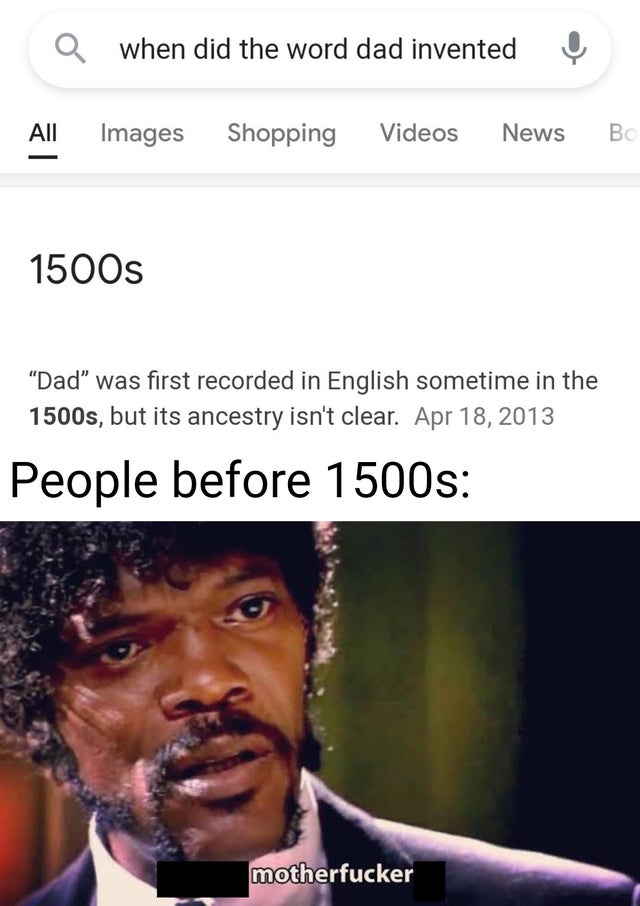 when did the word dad invented
All Images Shopping Videos News Bo
1500s
“Dad” was first recorded in English sometime in the
1500s, but its ancestry isn't clear. Apr 18, 2013
People before 1500s:
motherfucker